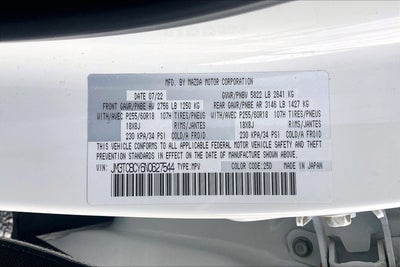 MFD. BY MAZDA MOTOR CORPORATION
DATE 07/22 GVWR/PNBV 5822 LB 2641 KG
FRONT GAWR/PNBE AV 2756 LB 1250 KG REAR GAWR/PNBE AR 3146 LB 1427 KG
WITH/AVEC P255/60R18 107H TIRES/PNEUS WITH/AVEC P255/60R18 107H TIRES/PNEUS
18X8J RIMS/JANTES 18X8J RIMS/JANTES
230 KPA/34 PSI COLD/A FROID 230 KPA/34 PSI COLD/A FROID
THIS VEHICLE CONFORMS TO ALL APPLICABLE FEDERAL MOTOR VEHICLE SAFETY AND THEFT
PREVENTION STANDARDS IN EFFECT ON THE DATE OF MANUFACTURE SHOWN ABOVE.
VIN: JM3TCBCY6N0627544 TYPE:MPV COLOR CODE:25D MADE IN JAPAN